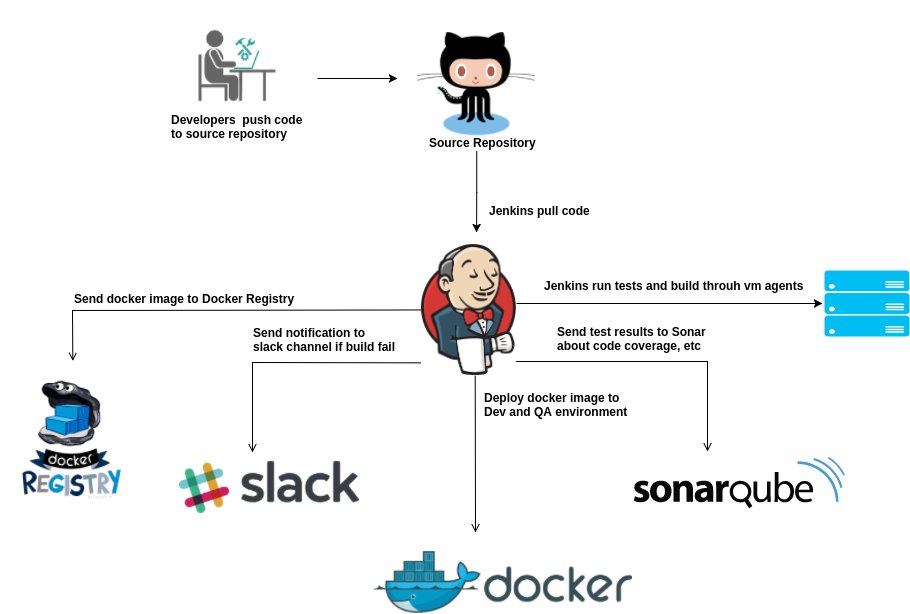 Developers push code
to source repository
Source Repository
Jenkins pull code
Jenkins run tests and build throuh vm agents
Send docker image to Docker Registry
Send notification to
slack channel if build fail
Send test results to Sonar
about code coverage, etc
Deploy docker image to
Dev and QA environment
docker
REGISTRY
slack
sonarqube
docker